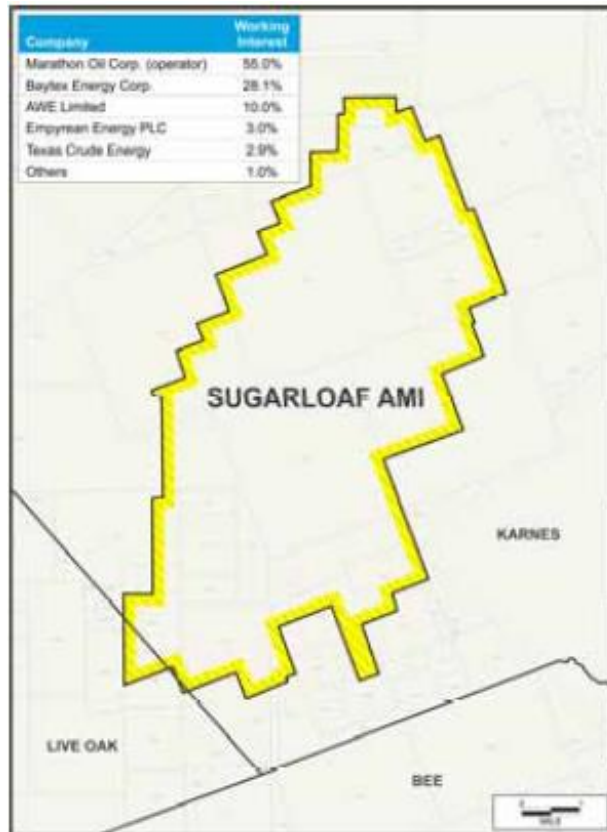 Company Working Interest
Marathon Oil Corp. (operator) 55.0%
Baytex Energy Corp. 28.1%
AWE Limited 10.0%
Empyrean Energy PLC 3.0%
Texas Crude Energy 2.9%
Others 1.0%
SUGARLOAF AMI
KARNES
LIVE OAK
BEE
MILES